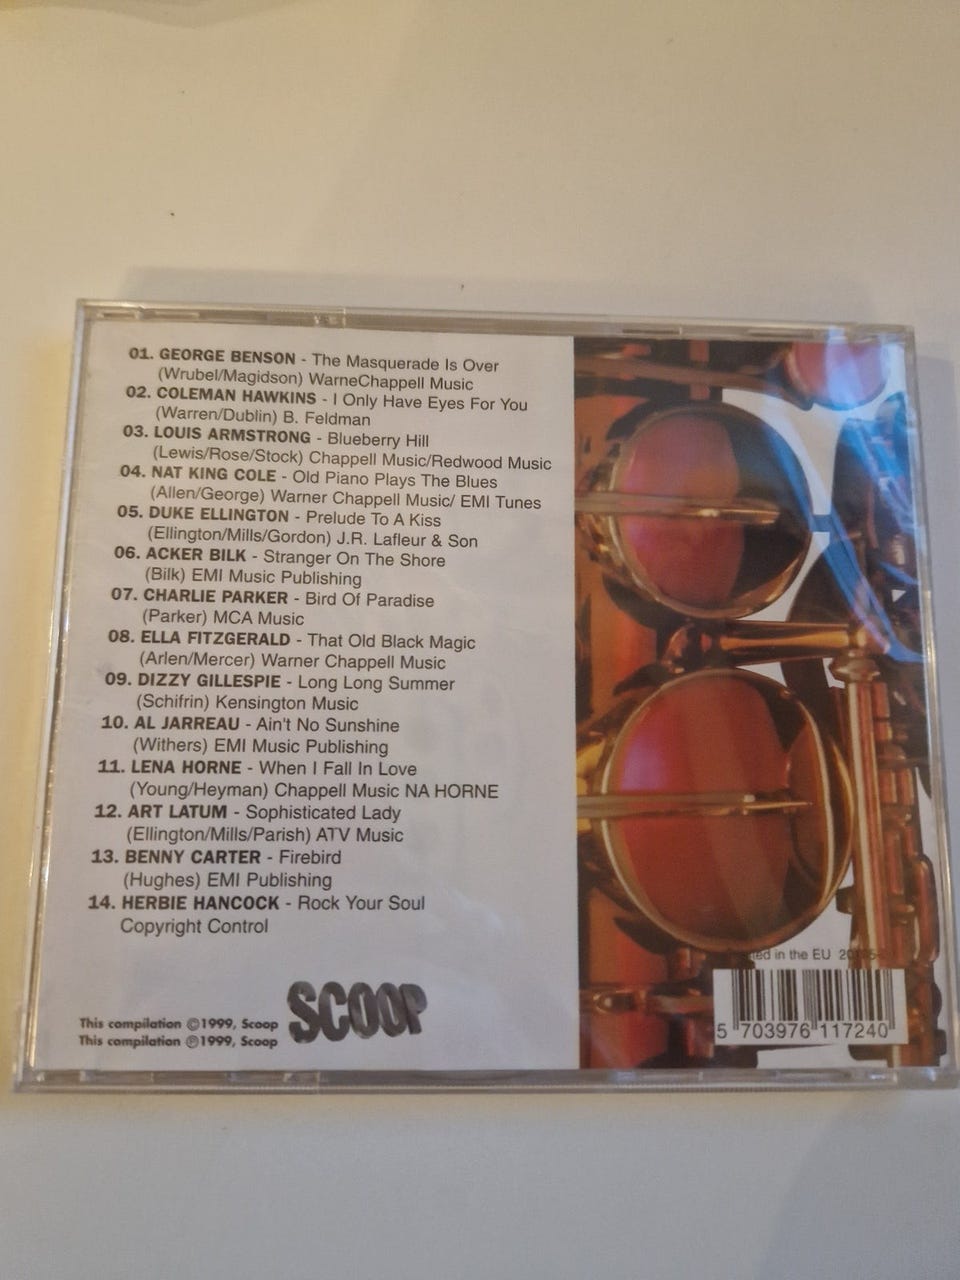 01. GEORGE BENSON - The Masquerade Is Over
(Wrubel/Magidson) WarneChappell Music
02. COLEMAN HAWKINS - I Only Have Eyes For You
(Warren/Dublin) B. Feldman
03. LOUIS ARMSTRONG - Blueberry Hill
(Lewis/Rose/Stock) Chappell Music/Redwood Music
04. NAT KING COLE - Old Piano Plays The Blues
(Allen/George) Warner Chappell Music/ EMI Tunes
05. DUKE ELLINGTON - Prelude To A Kiss
(Ellington/Mills/Gordon) J.R. Lafleur & Son
06. ACKER BILK - Stranger On The Shore
(Bilk) EMI Music Publishing
07. CHARLIE PARKER - Bird Of Paradise
(Parker) MCA Music
08. ELLA FITZGERALD - That Old Black Magic
(Arlen/Mercer) Warner Chappell Music
09. DIZZY GILLESPIE - Long Long Summer
(Schifrin) Kensington Music
10. AL JARREAU - Ain't No Sunshine
(Withers) EMI Music Publishing
11. LENA HORNE - When I Fall In Love
(Young/Heyman) Chappell Music NA HORNE
12. ART LATUM - Sophisticated Lady
(Ellington/Mills/Parish) ATV Music
13. BENNY CARTER - Firebird
(Hughes) EMI Publishing
14. HERBIE HANCOCK - Rock Your Soul
Copyright Control
This compilation ©1999, Scoop
This compilation ℗1999, Scoop
SCOOP
in the EU
5 703976 117240